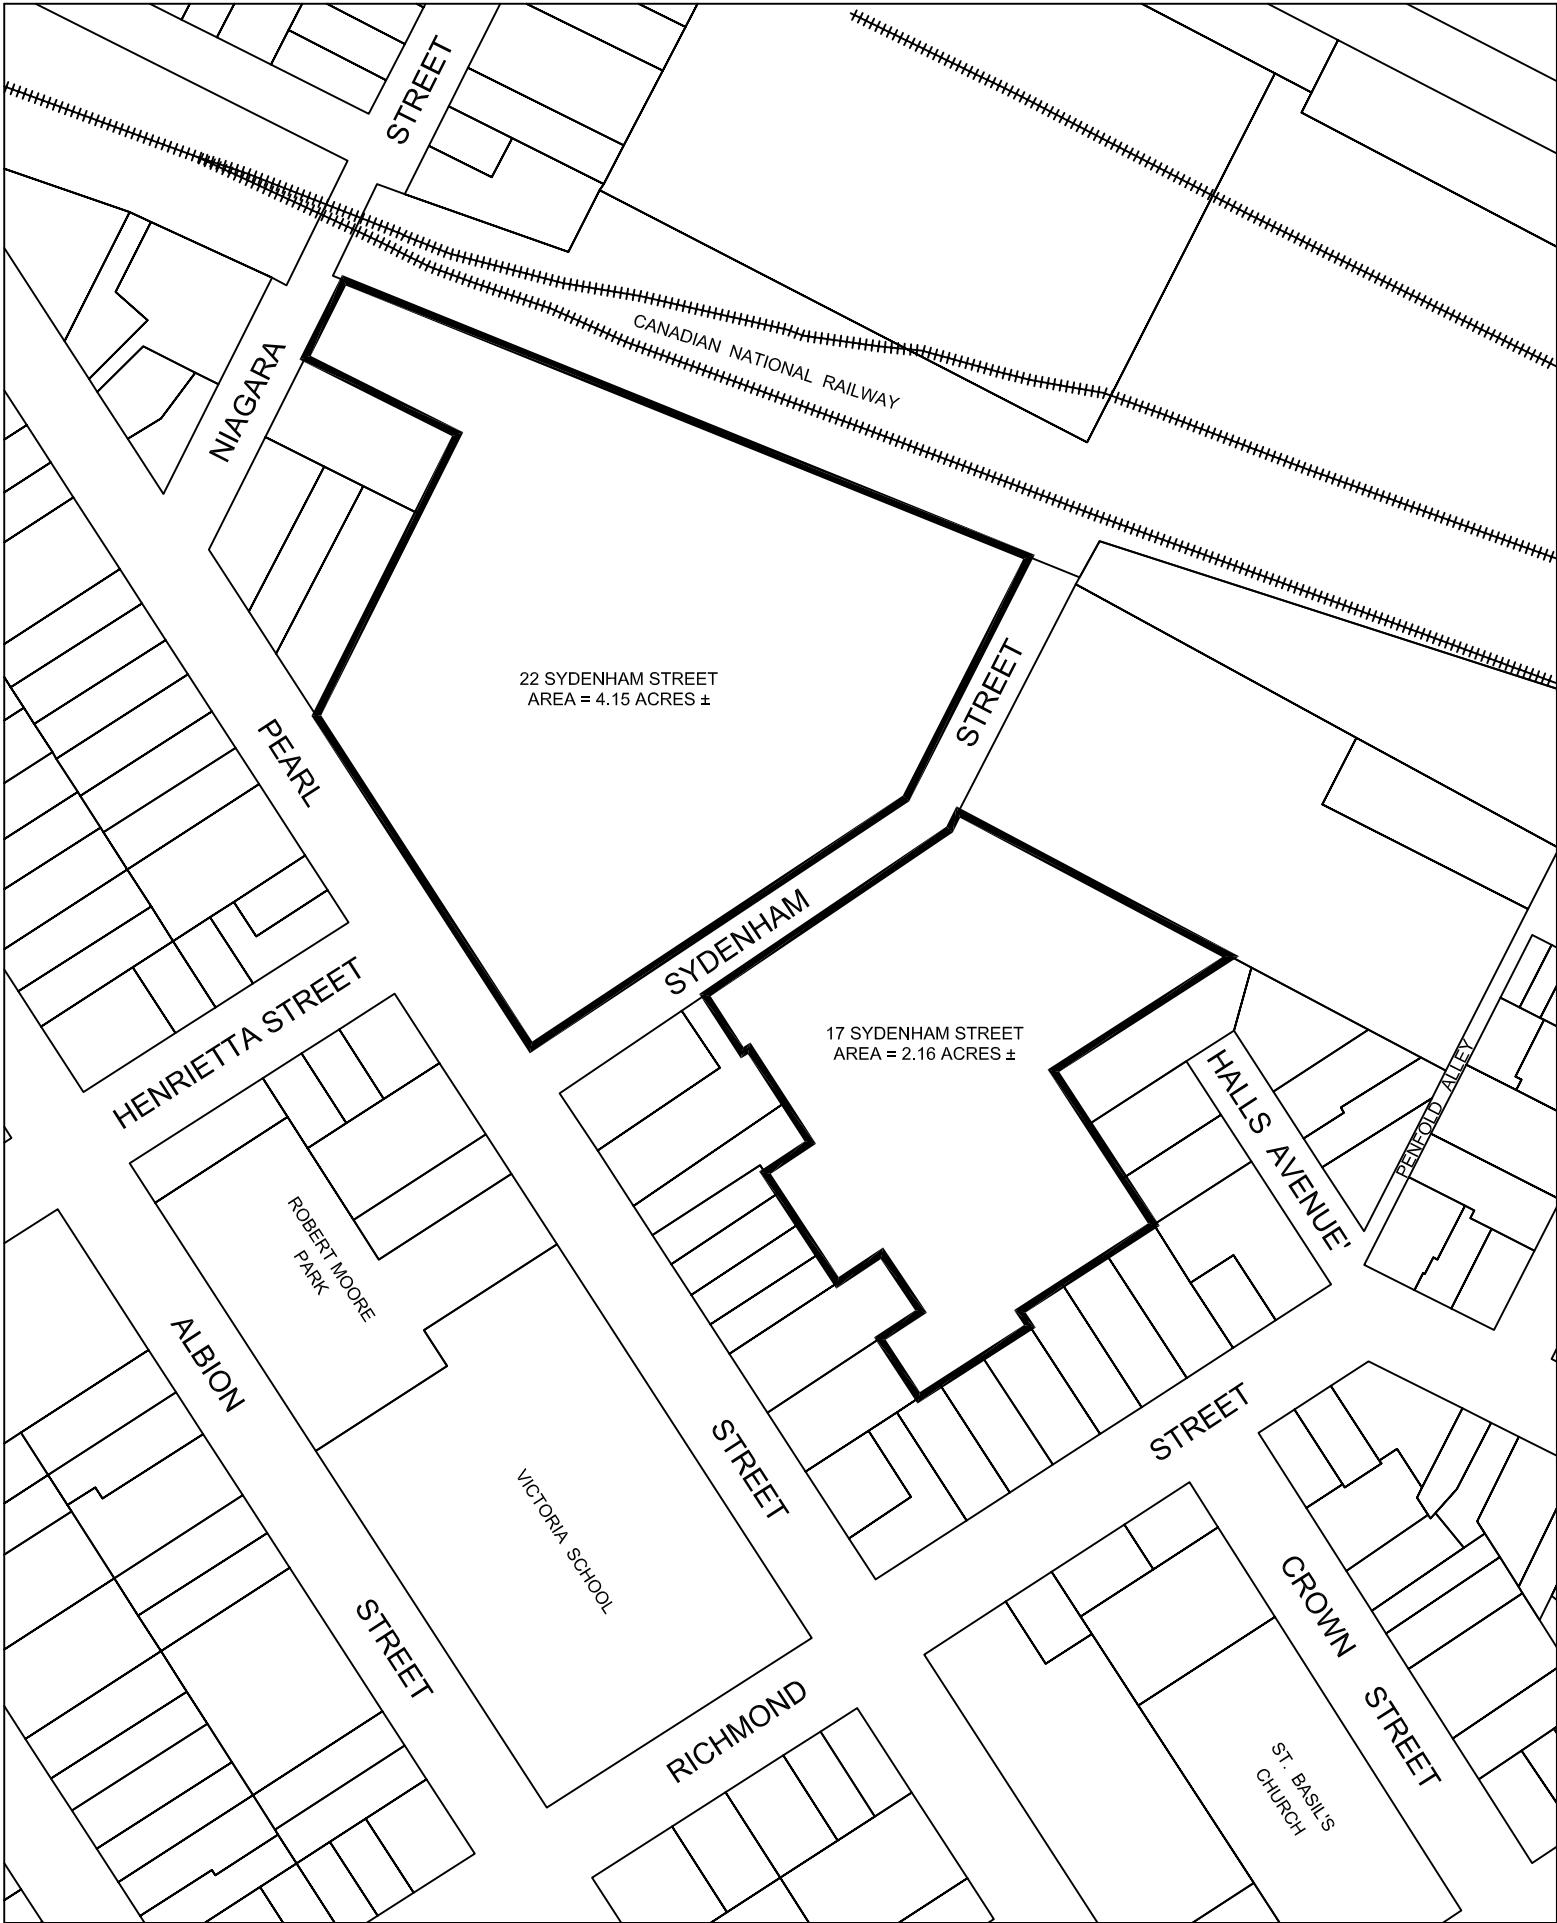 STREET
CANADIAN NATIONAL RAILWAY
NIAGARA
22 SYDENHAM STREET
AREA = 4.15 ACRES ±
STREET
PEARL
SYDENHAM
HENRIETTA STREET
17 SYDENHAM STREET
AREA = 2.16 ACRES ±
HALLS AVENUE'
PENFOLD ALLEY
ROBERT MOORE
PARK
ALBION
STREET
STREET
VICTORIA SCHOOL
CROWN
STREET
STREET
RICHMOND
ST. BASIL'S
CHURCH